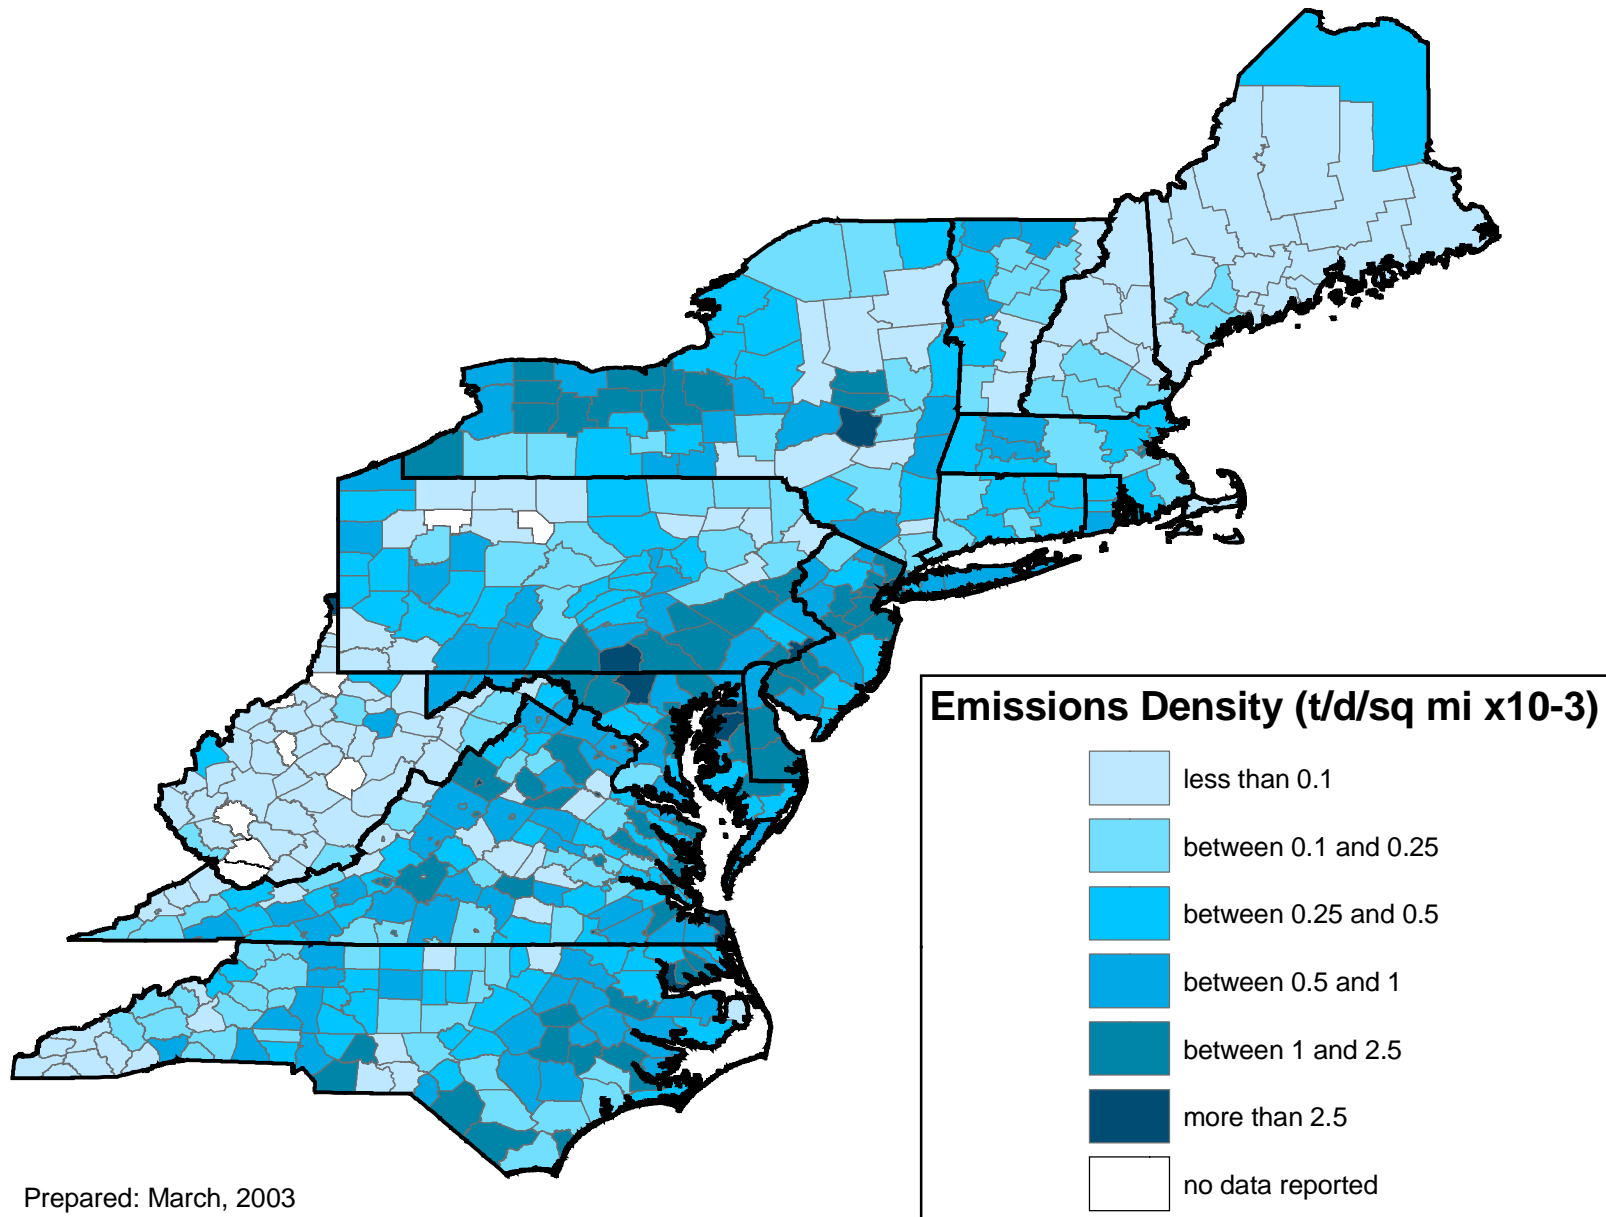 Emissions Density (t/d/sq mi x10-3)
less than 0.1
between 0.1 and 0.25
between 0.25 and 0.5
between 0.5 and 1
between 1 and 2.5
more than 2.5
no data reported
Prepared: March, 2003